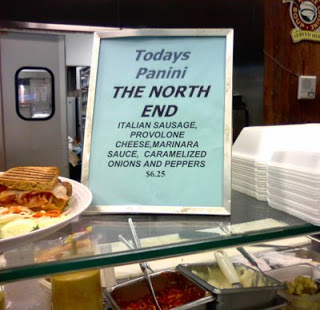 Todays
Panini
THE NORTH
END
ITALIAN SAUSAGE,
PROVOLONE
CHEESE,MARINARA
SAUCE, CARAMELIZED
ONIONS AND PEPPERS
$6.25